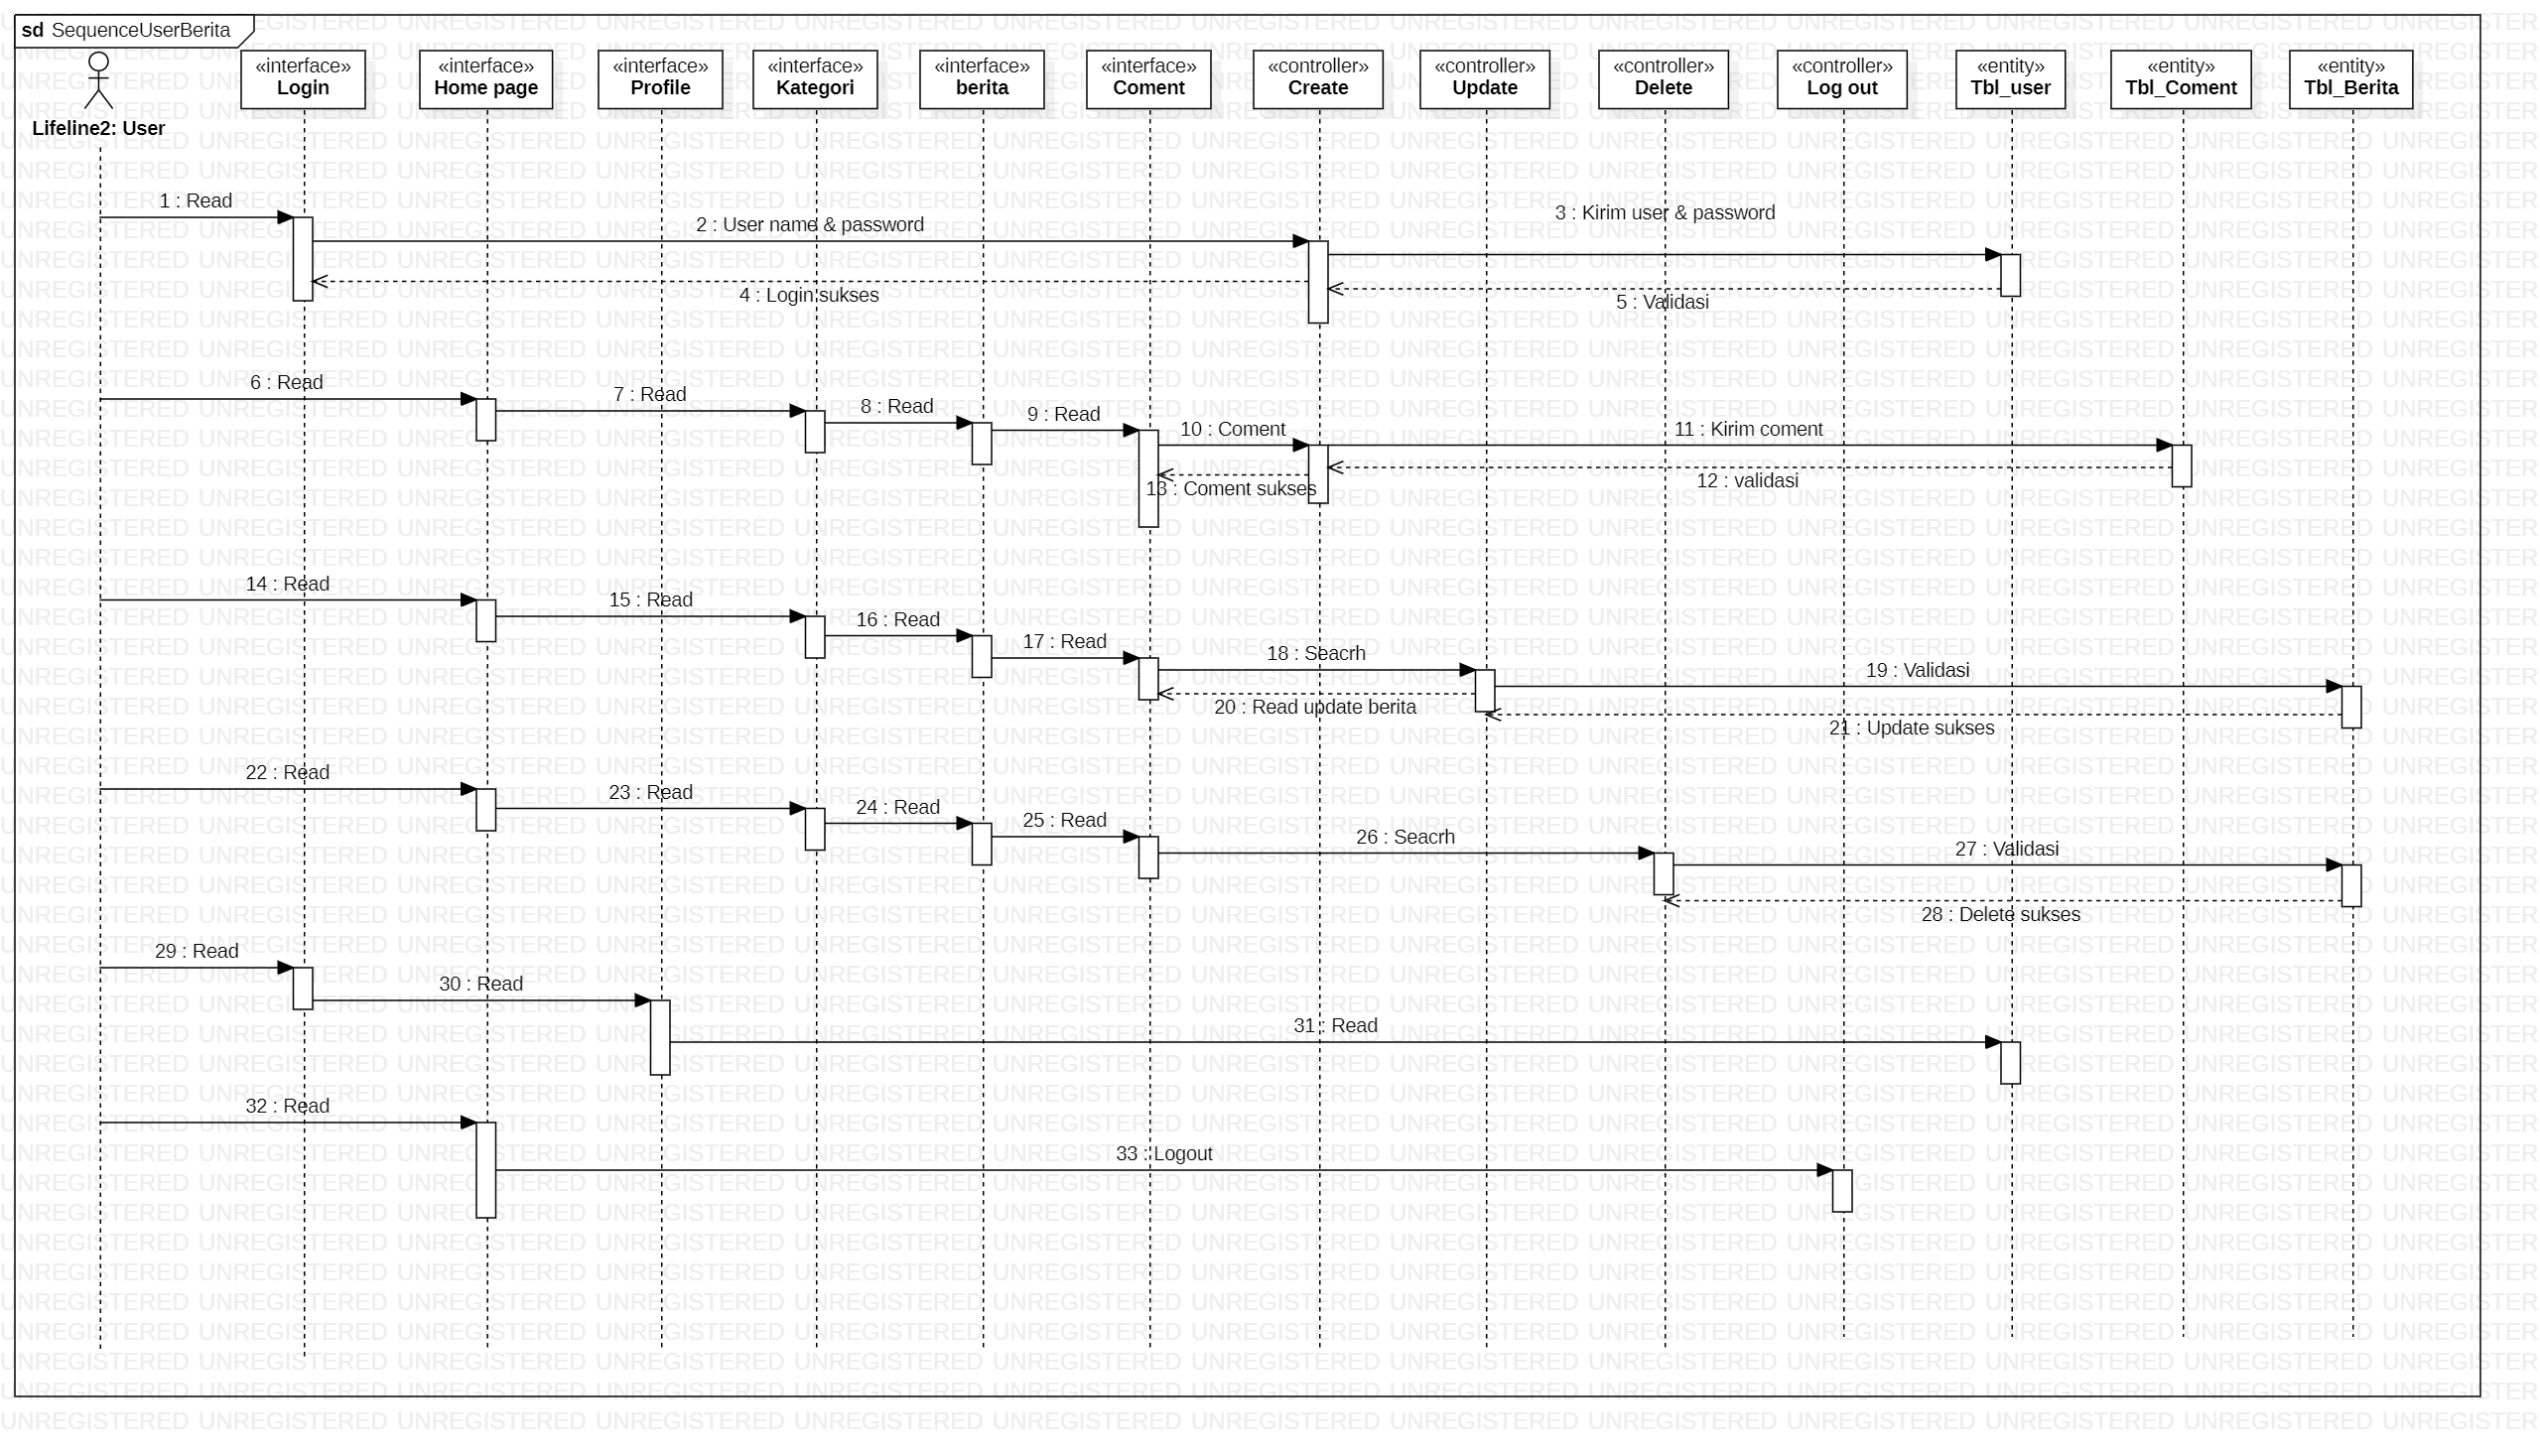 sd SequenceUserBerita
Lifeline2: User
«interface»
Login
«interface»
Home page
«interface»
Profile
«interface»
Kategori
«interface»
berita
«interface»
Coment
«controller»
Create
«controller»
Update
«controller»
Delete
«controller»
Log out
«entity»
Tbl_user
«entity»
Tbl_Coment
«entity»
Tbl_Berita
1 : Read
2 : User name & password
3 : Kirim user & password
4 : Login sukses
5 : Validasi
6 : Read
7 : Read
8 : Read
9 : Read
10 : Coment
11 : Kirim coment
12 : validasi
13 : Coment sukses
14 : Read
15 : Read
16 : Read
17 : Read
18 : Seacrh
19 : Validasi
20 : Read update berita
21 : Update sukses
22 : Read
23 : Read
24 : Read
25 : Read
26 : Seacrh
27 : Validasi
28 : Delete sukses
29 : Read
30 : Read
31 : Read
32 : Read
33 : Logout
UNREGISTERED